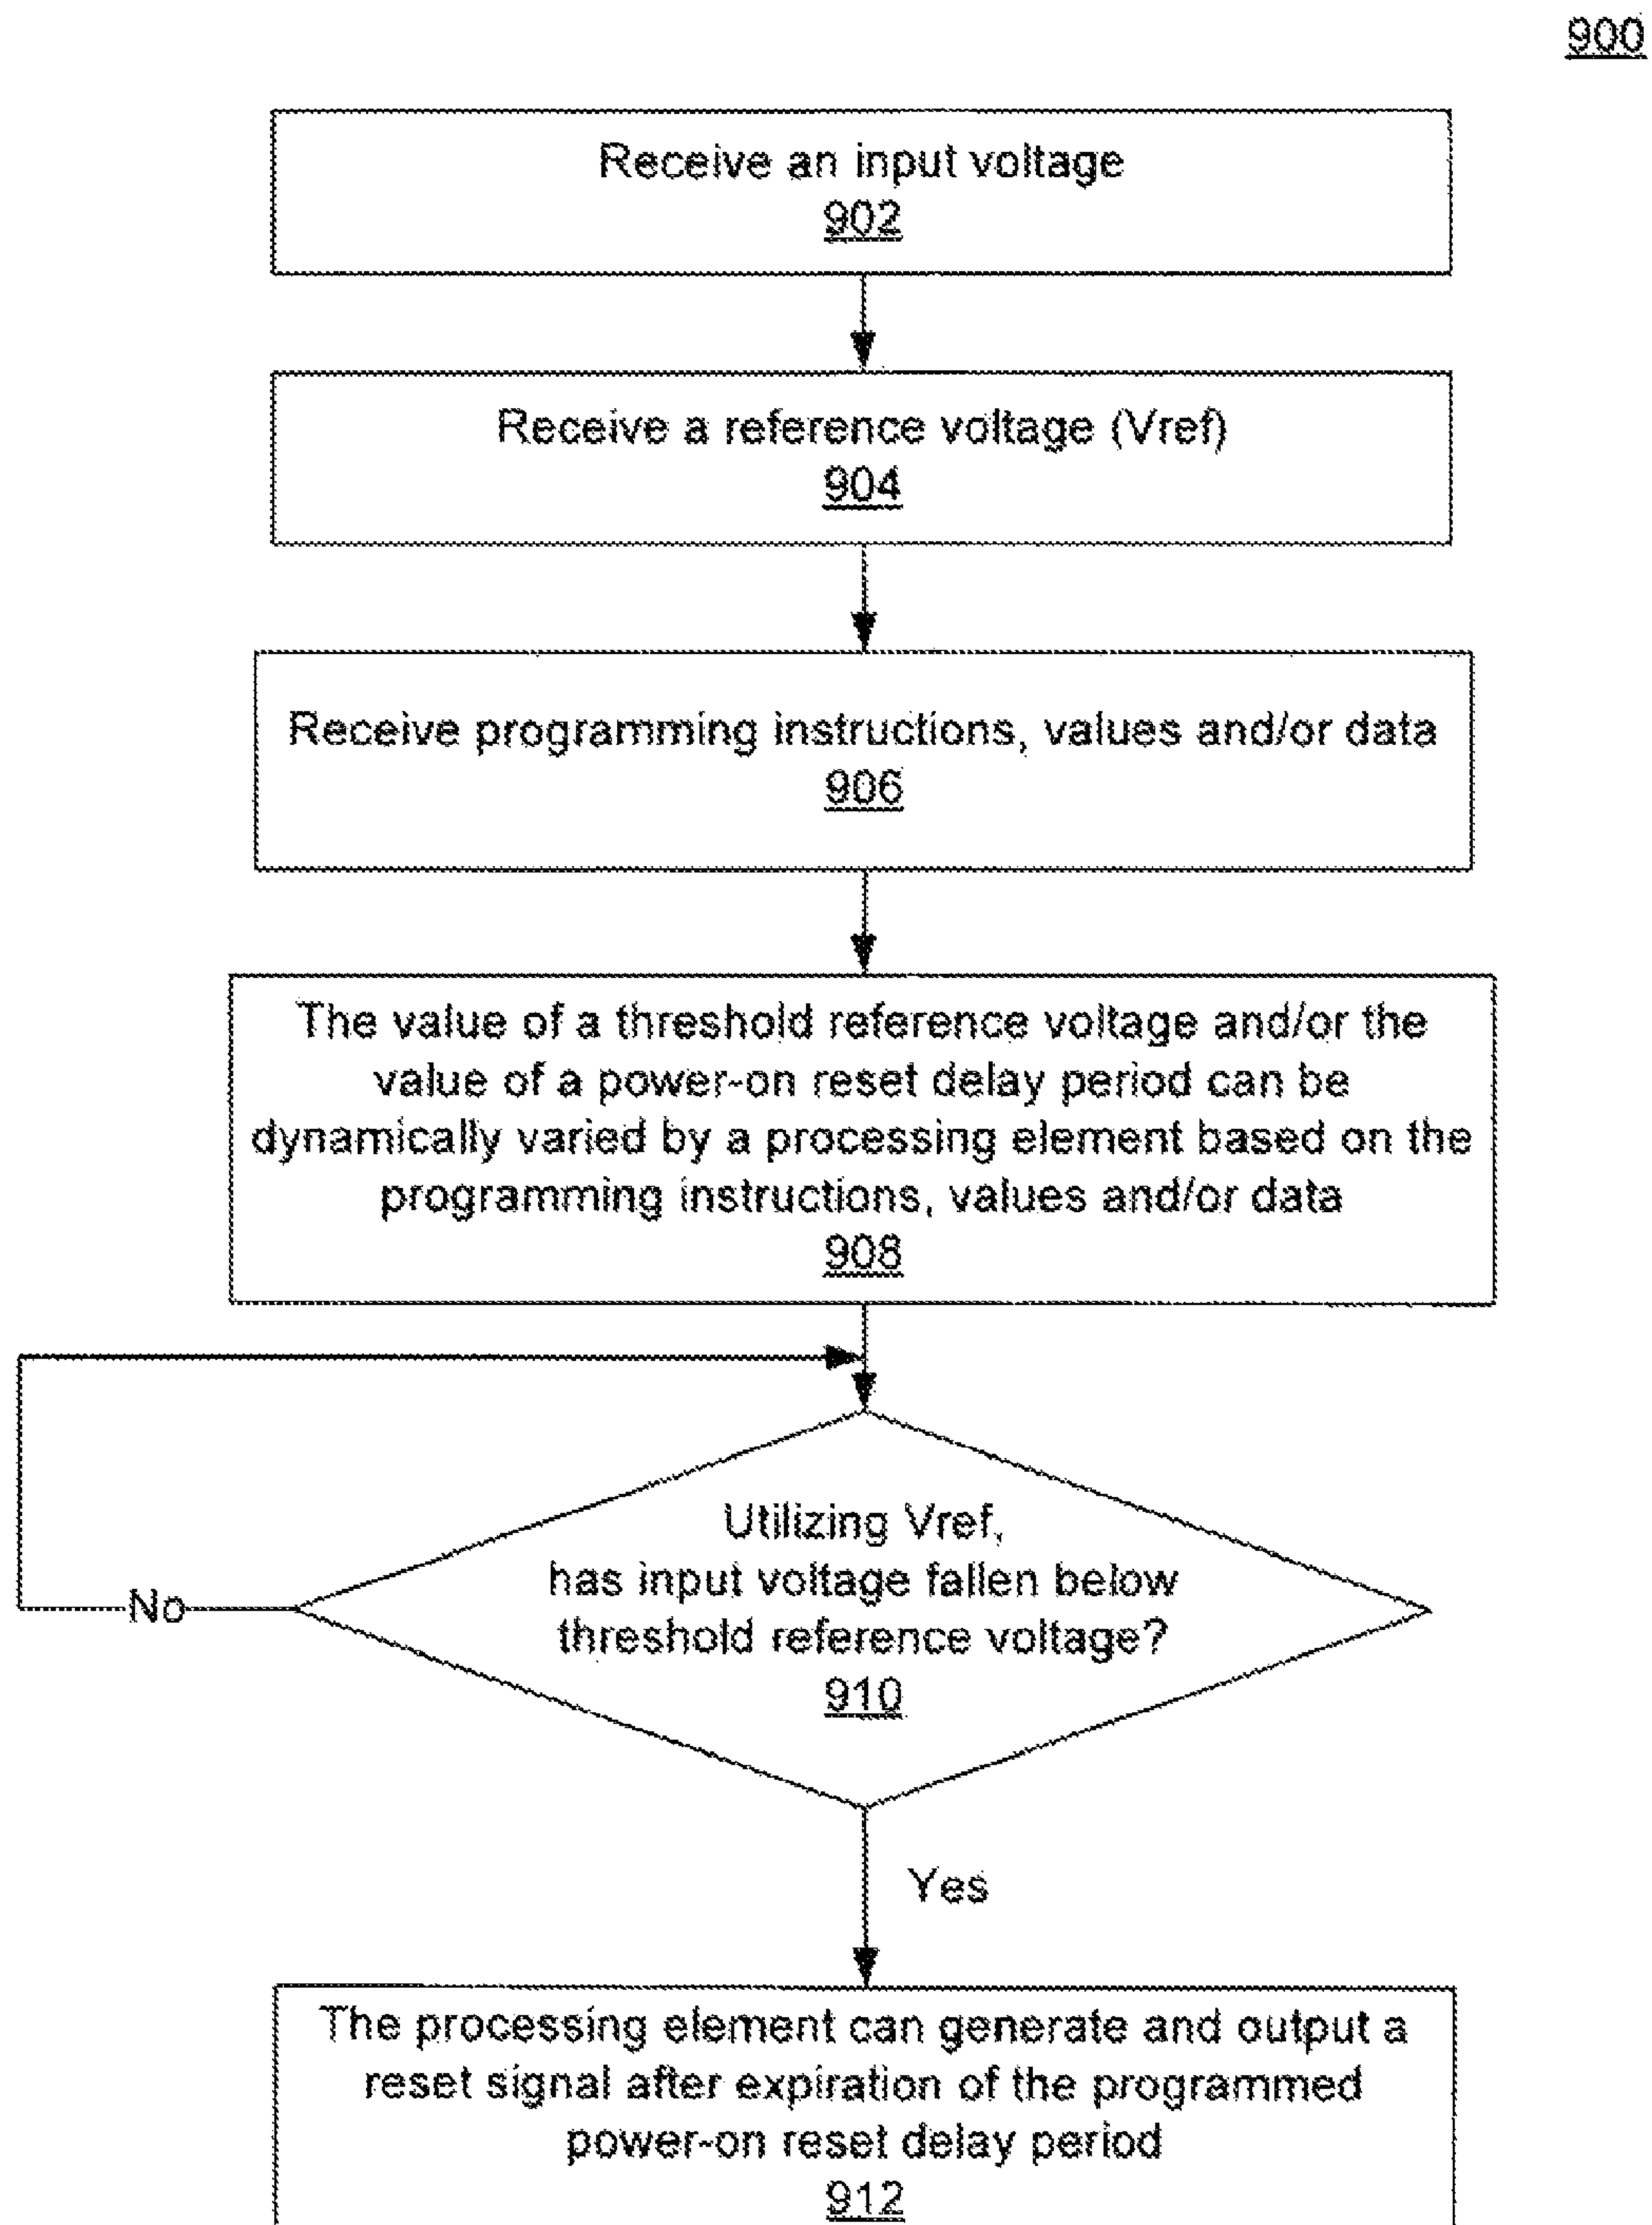 900
Receive an input voltage
902
Receive a reference voltage (Vref)
904
Receive programming instructions, values and/or data
906
The value of a threshold reference voltage and/or the
value of a power-on reset delay period can be
dynamically varied by a processing element based on the
programming instructions, values and/or data
908
Utilizing Vref,
has input voltage fallen below
threshold reference voltage?
910
No
Yes
The processing element can generate and output a
reset signal after expiration of the programmed
power-on reset delay period
912